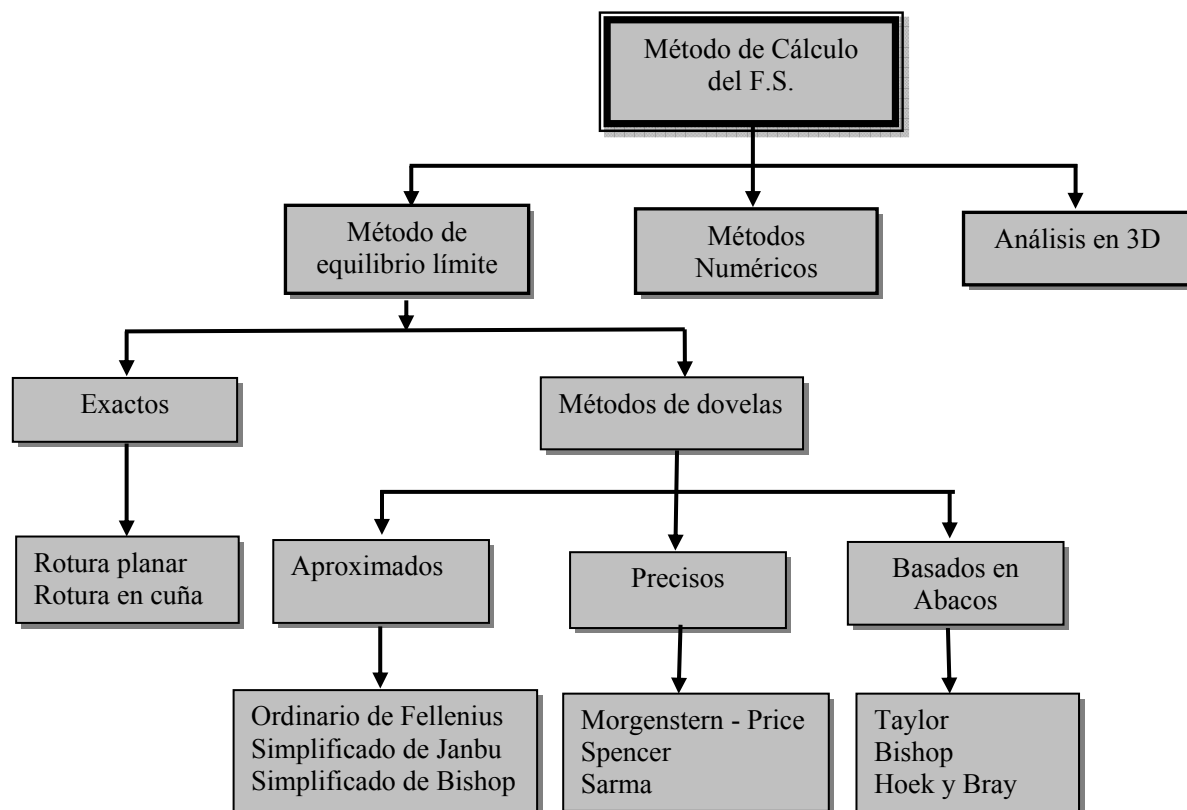 Método de Cálculo
del F.S.
Método de
equilibrio límite
Métodos
Numéricos
Análisis en 3D
Exactos
Métodos de dovelas
Rotura planar
Rotura en cuña
Aproximados
Precisos
Basados en
Abacos
Ordinario de Fellenius
Simplificado de Janbu
Simplificado de Bishop
Morgenstern - Price
Spencer
Sarma
Taylor
Bishop
Hoek y Bray